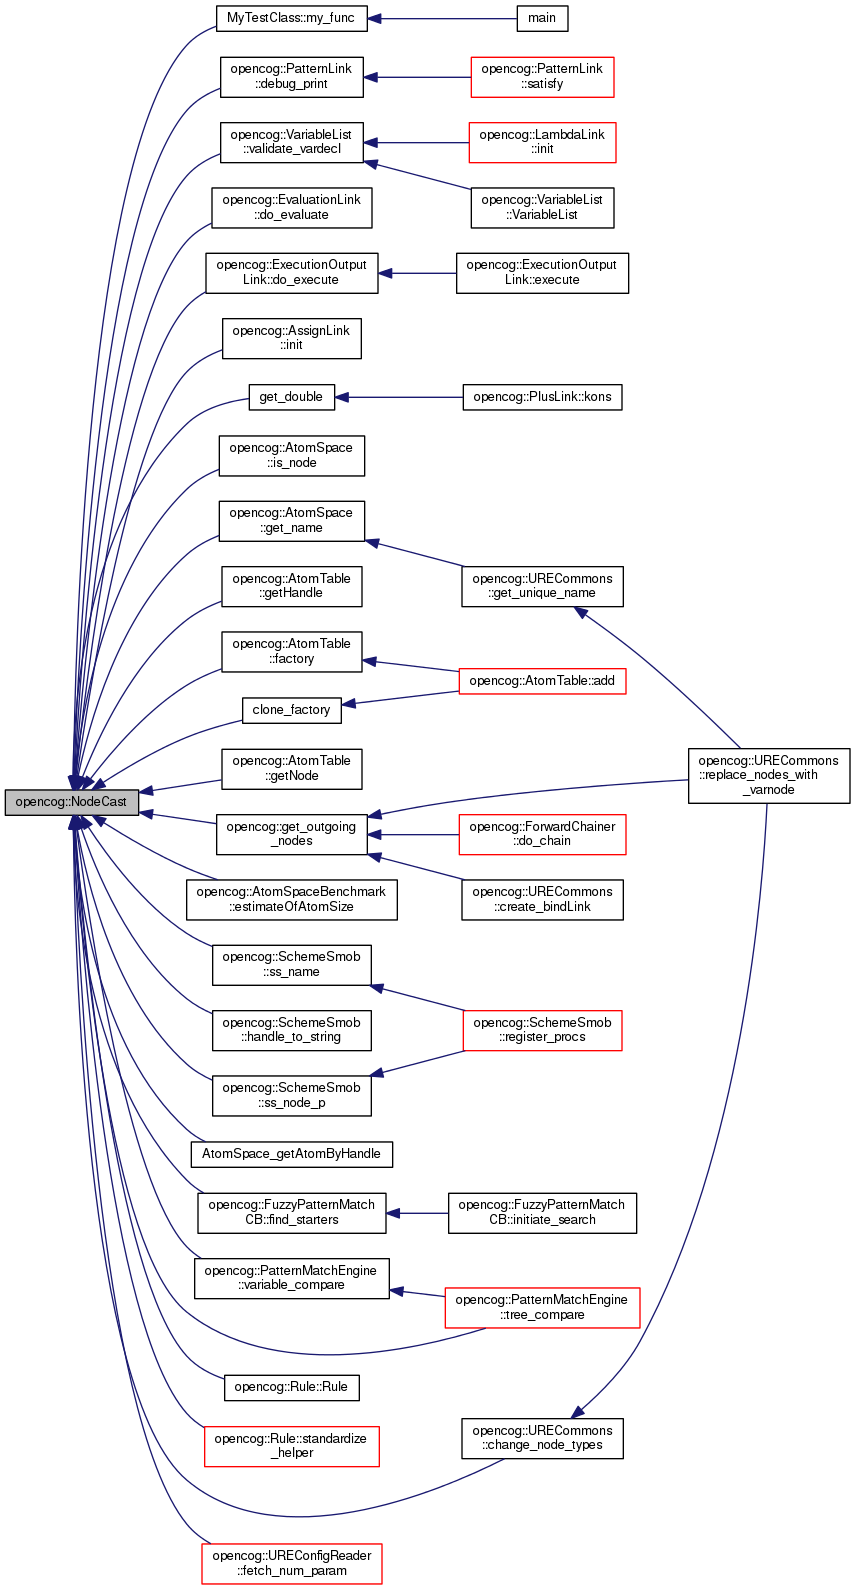 MyTestClass::my_func
main
opencog::PatternLink
::debug_print
opencog::PatternLink
::satisfy
opencog::VariableList
::validate_vardecl
opencog::LambdaLink
::init
opencog::VariableList
::VariableList
opencog::EvaluationLink
::do_evaluate
opencog::ExecutionOutput
Link::do_execute
opencog::ExecutionOutput
Link::execute
opencog::AssignLink
::init
get_double
opencog::PlusLink::kons
opencog::AtomSpace
::is_node
opencog::AtomSpace
::get_name
opencog::URECommons
::get_unique_name
opencog::AtomTable
::getHandle
opencog::AtomTable
::factory
opencog::AtomTable::add
clone_factory
opencog::AtomTable
::getNode
opencog::URECommons
::replace_nodes_with
_varnode
opencog::NodeCast
opencog::get_outgoing
_nodes
opencog::ForwardChainer
::do_chain
opencog::AtomSpaceBenchmark
::estimateOfAtomSize
opencog::URECommons
::create_bindLink
opencog::SchemeSmob
::ss_name
opencog::SchemeSmob
::handle_to_string
opencog::SchemeSmob
::register_procs
opencog::SchemeSmob
::ss_node_p
AtomSpace_getAtomByHandle
opencog::FuzzyPatternMatch
CB::find_starters
opencog::FuzzyPatternMatch
CB::initiate_search
opencog::PatternMatchEngine
::variable_compare
opencog::PatternMatchEngine
::tree_compare
opencog::Rule::Rule
opencog::Rule::standardize
_helper
opencog::URECommons
::change_node_types
opencog::UREConfigReader
::fetch_num_param